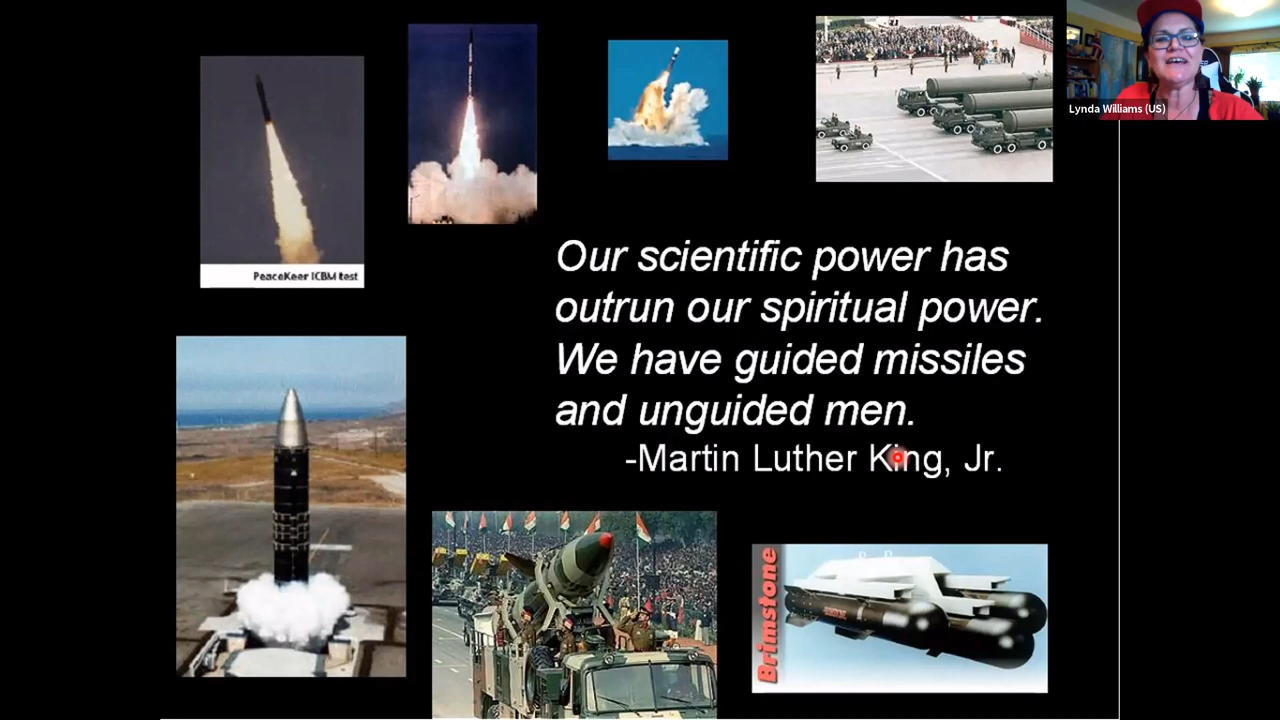 Lynda Williams (US)
PeaceKeer ICBM test
Our scientific power has
outrun our spiritual power.
We have guided missiles
and unguided men.
-Martin Luther King, Jr.
Brimstone